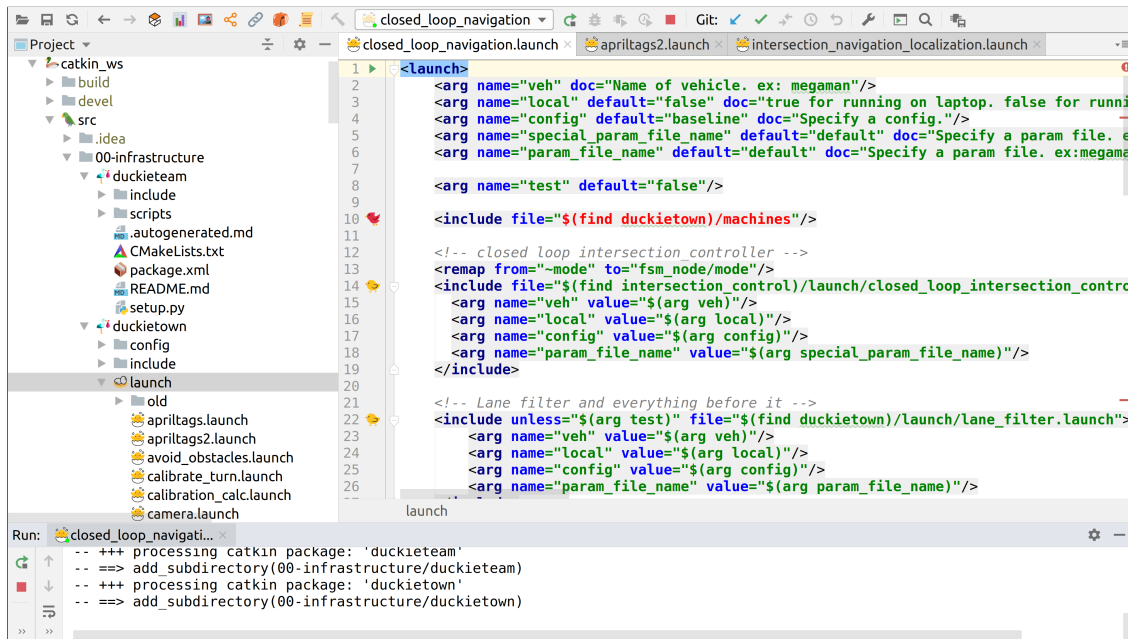 closed_loop_navigation
Git:
Project
closed_loop_navigation.launch
apriltags2.launch
intersection_navigation_localization.launch
catkin_ws
build
devel
src
.idea
00-infrastructure
duckieteam
include
scripts
.autogenerated.md
CMakeLists.txt
package.xml
README.md
setup.py
duckietown
config
include
launch
old
apriltags.launch
apriltags2.launch
avoid_obstacles.launch
calibrate_turn.launch
calibration_calc.launch
camera.launch
1 <launch>
2 <arg name="veh" doc="Name of vehicle. ex: megaman"/>
3 <arg name="local" default="false" doc="true for running on laptop. false for runni
4 <arg name="config" default="baseline" doc="Specify a config."/>
5 <arg name="special_param_file_name" default="default" doc="Specify a param file. e
6 <arg name="param_file_name" default="default" doc="Specify a param file. ex:megama
7
8 <arg name="test" default="false"/>
9
10 <include file="$(find duckietown)/machines"/>
11
12 <!-- closed loop intersection_controller -->
13 <remap from="~mode" to="fsm_node/mode"/>
14 <include file="$(find intersection_control)/launch/closed_loop_intersection_contro
15 <arg name="veh" value="$(arg veh)"/>
16 <arg name="local" value="$(arg local)"/>
17 <arg name="config" value="$(arg config)"/>
18 <arg name="param_file_name" value="$(arg special_param_file_name)"/>
19 </include>
20
21 <!-- Lane filter and everything before it -->
22 <include unless="$(arg test)" file="$(find duckietown)/launch/lane_filter.launch">
23 <arg name="veh" value="$(arg veh)"/>
24 <arg name="local" value="$(arg local)"/>
25 <arg name="config" value="$(arg config)"/>
26 <arg name="param_file_name" value="$(arg param_file_name)"/>
launch
Run:
closed_loop_navigati...
-- +++ processing catkin package: 'duckieteam'
-- ==> add_subdirectory(00-infrastructure/duckieteam)
-- +++ processing catkin package: 'duckietown'
-- ==> add_subdirectory(00-infrastructure/duckietown)